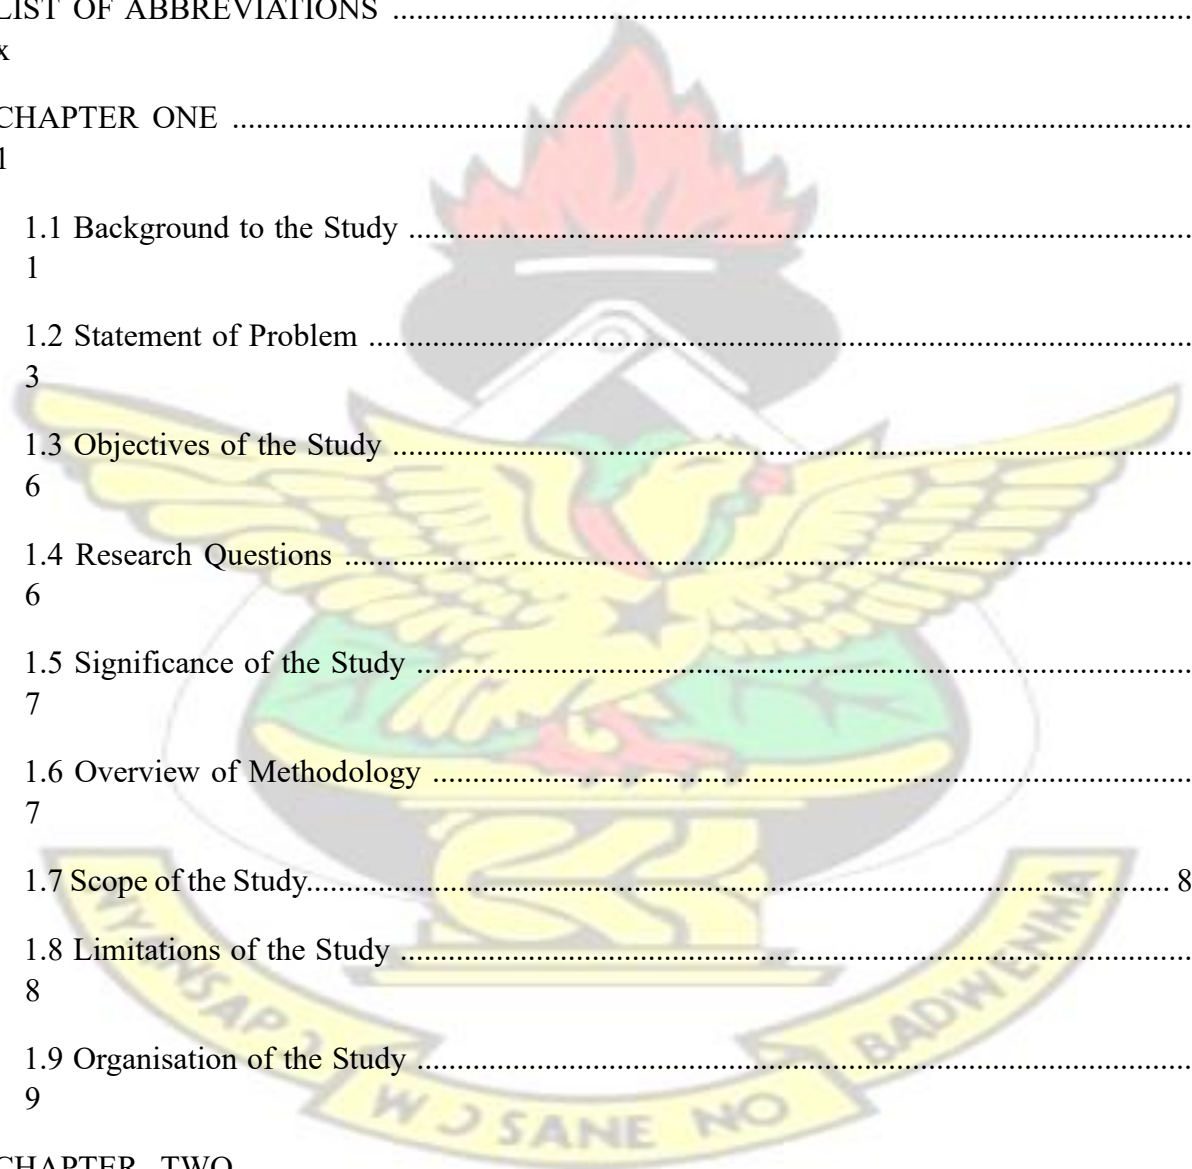 LIST OF ABBREVIATIONS ....................................................................................................
x
CHAPTER ONE ........................................................................................................................
1
1.1 Background to the Study ..................................................................................................
1
1.2 Statement of Problem .......................................................................................................
3
1.3 Objectives of the Study ....................................................................................................
6
1.4 Research Questions ..........................................................................................................
6
1.5 Significance of the Study .................................................................................................
7
1.6 Overview of Methodology ...............................................................................................
7
1.7 Scope of the Study............................................................................................................ 8
1.8 Limitations of the Study ...................................................................................................
8
1.9 Organisation of the Study .................................................................................................
9
CHAPTER TWO
NYANSAPƆ WƆSANE NO BADWENMA